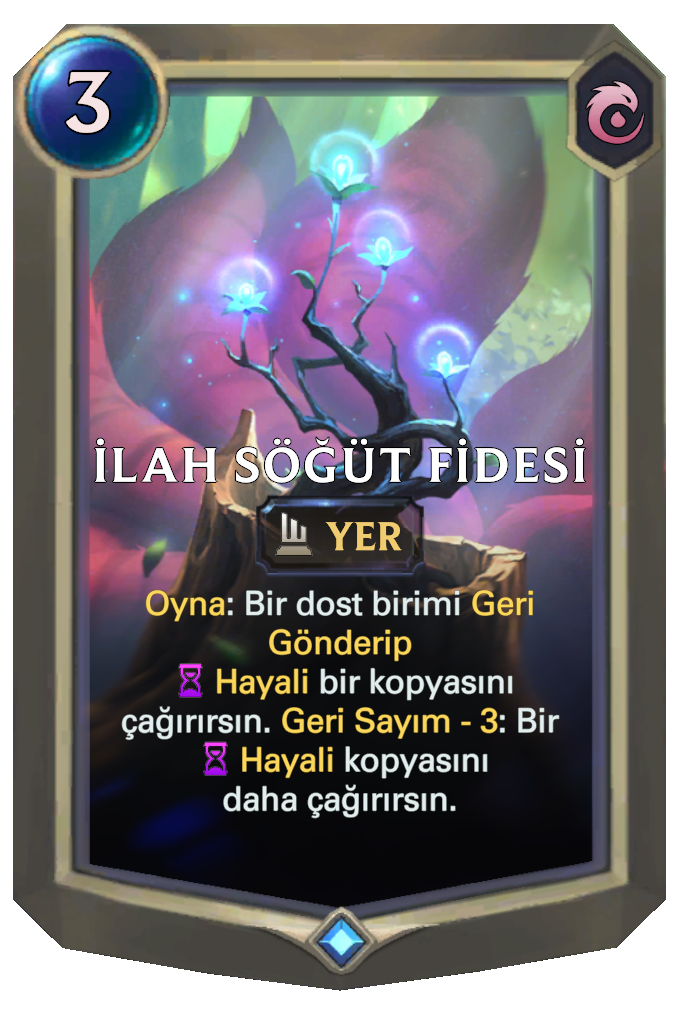 3
İLAH SÖĞÜT FİDESİ
YER
Oyna: Bir dost birimi Geri
Gönderip
Hayali bir kopyasını
çağırırsın. Geri Sayım - 3: Bir
Hayali kopyasını
daha çağırırsın.